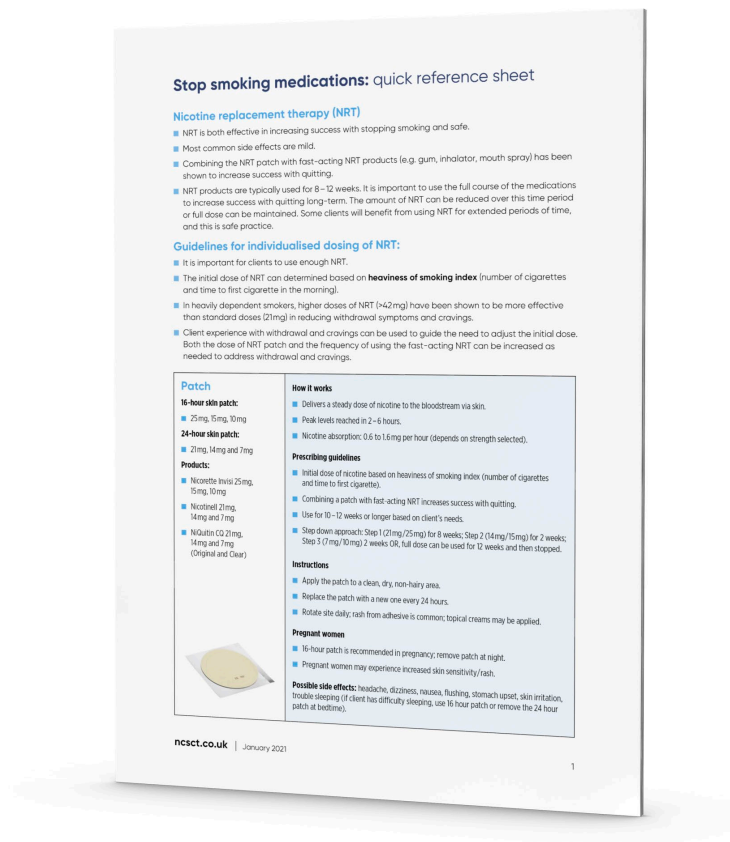 Stop smoking medications: quick reference sheet
Nicotine replacement therapy (NRT)
■ NRT is both effective in increasing success with stopping smoking and safe.
■ Most common side effects are mild.
■ Combining the NRT patch with fast-acting NRT products (e.g. gum, inhalator, mouth spray) has been
shown to increase success with quitting.
■ NRT products are typically used for 8–12 weeks. It is important to use the full course of the medications
to increase success with quitting long-term. The amount of NRT can be reduced over this time period
or full dose can be maintained. Some clients will benefit from using NRT for extended periods of time,
and this is safe practice.
Guidelines for individualised dosing of NRT:
■ It is important for clients to use enough NRT.
■ The initial dose of NRT can determined based on heaviness of smoking index (number of cigarettes
and time to first cigarette in the morning).
■ In heavily dependent smokers, higher doses of NRT (>42mg) have been shown to be more effective
than standard doses (21mg) in reducing withdrawal symptoms and cravings.
■ Client experience with withdrawal and cravings can be used to guide the need to adjust the initial dose.
Both the dose of NRT patch and the frequency of using the fast-acting NRT can be increased as
needed to address withdrawal and cravings.
Patch
16-hour skin patch:
■ 25mg, 15mg, 10mg
24-hour skin patch:
■ 21mg, 14mg and 7mg
Products:
■ Nicorette Invisi 25mg,
15mg, 10mg
■ Nicotinell 21mg,
14mg and 7mg
■ NiQuitin CQ 21mg,
14mg and 7mg
(Original and Clear)
How it works
■ Delivers a steady dose of nicotine to the bloodstream via skin.
■ Peak levels reached in 2–6 hours.
■ Nicotine absorption: 0.6 to 1.6mg per hour (depends on strength selected).
Prescribing guidelines
■ Initial dose of nicotine based on heaviness of smoking index (number of cigarettes
and time to first cigarette).
■ Combining a patch with fast-acting NRT increases success with quitting.
■ Use for 10–12 weeks or longer based on client's needs.
■ Step down approach: Step 1 (21mg/25mg) for 8 weeks; Step 2 (14mg/15mg) for 2 weeks;
Step 3 (7mg/10mg) 2 weeks OR, full dose can be used for 12 weeks and then stopped.
Instructions
■ Apply the patch to a clean, dry, non-hairy area.
■ Replace the patch with a new one every 24 hours.
■ Rotate site daily; rash from adhesive is common; topical creams may be applied.
Pregnant women
■ 16-hour patch is recommended in pregnancy; remove patch at night.
■ Pregnant women may experience increased skin sensitivity/rash.
Possible side effects: headache, dizziness, nausea, flushing, stomach upset, skin irritation,
trouble sleeping (if client has difficulty sleeping, use 16 hour patch or remove the 24 hour
patch at bedtime).
ncsct.co.uk | January 2021
1